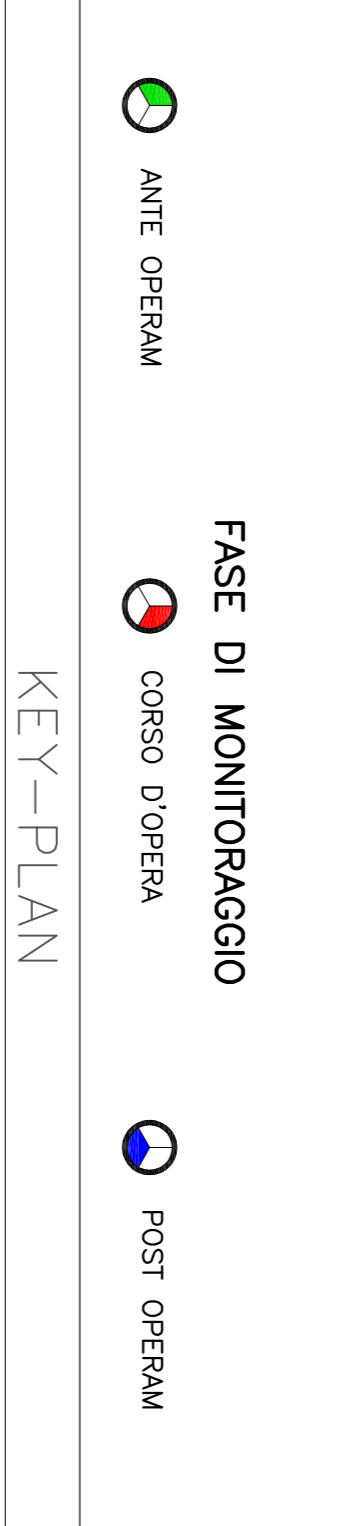 FASE DI MONITORAGGIO
ANTE OPERAM
CORSO D'OPERA
POST OPERAM
KEY-PLAN